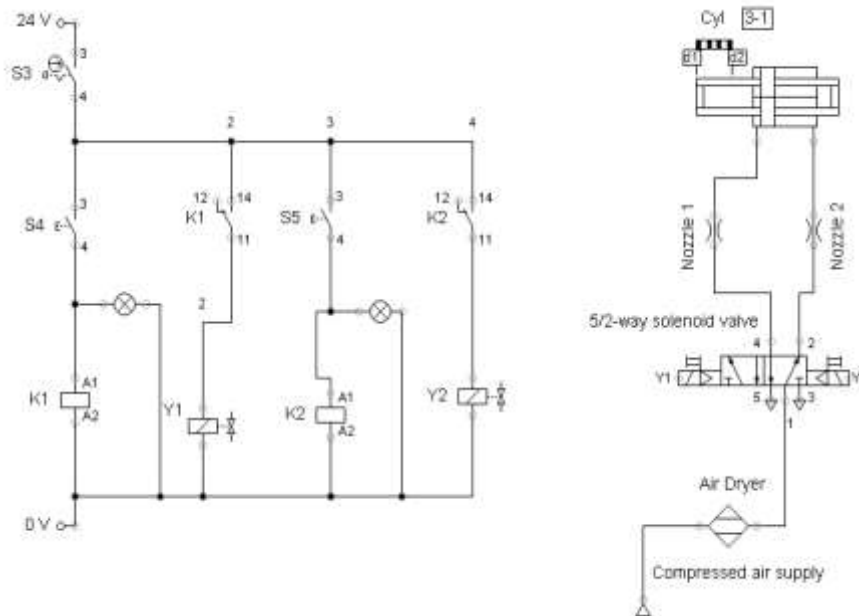 24 V
3
S3
4
2
3
4
3
S4
4
12
14
K1
11
3
S5
4
12
14
K2
11
2
A1
K1
A2
Y1
A1
K2
A2
Y2
0 V
Cyl 3-1
d1
d2
Nozzle 1
Nozzle 2
5/2-way solenoid valve
4
2
Y1
5
3
1
Air Dryer
Compressed air supply